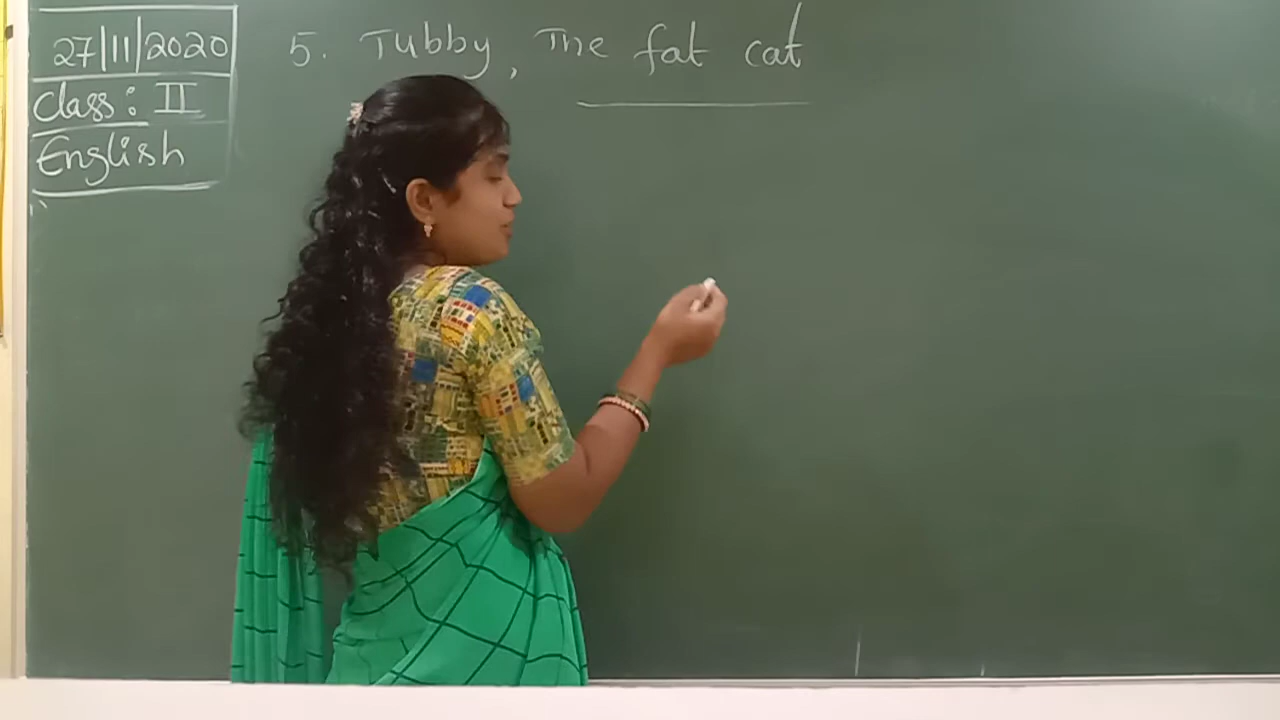 27/11/2020
Class: II
English
5. Tubby, The fat cat